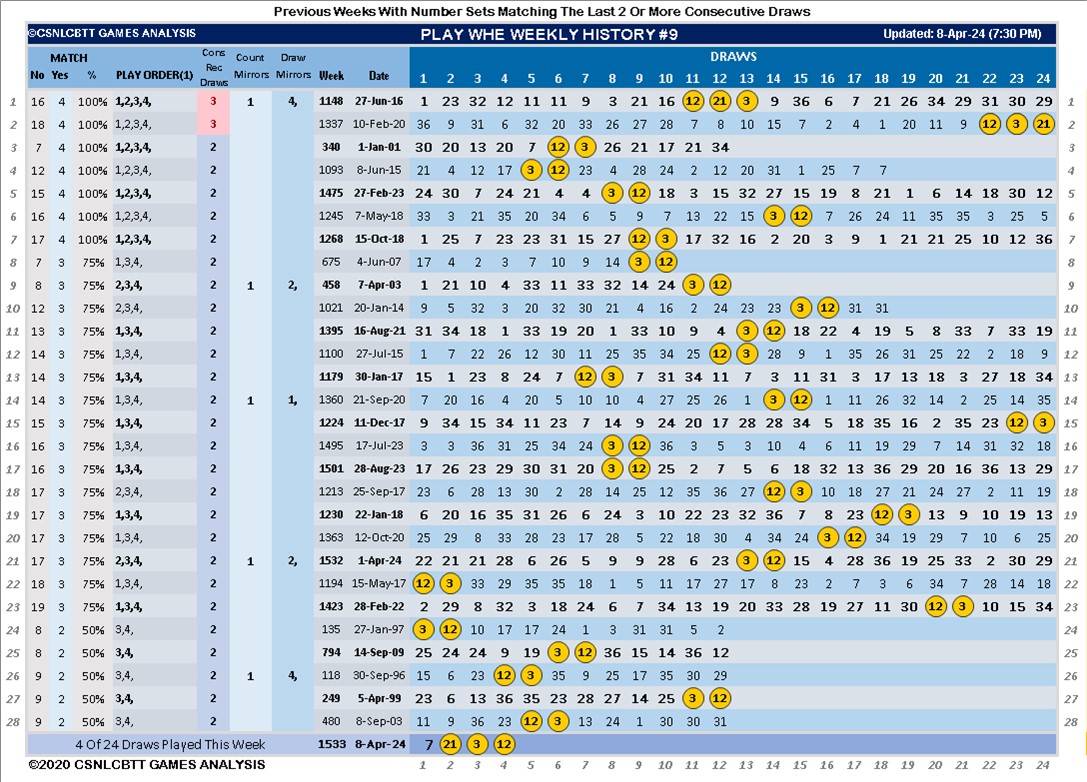 Previous Weeks With Number Sets Matching The Last 2 Or More Consecutive Draws
©CSNLCBTT GAMES ANALYSIS PLAY WHE WEEKLY HISTORY #9 Updated: 8-Apr-24 (7:30 PM)
MATCH Cons Count Draw DRAWS
No Yes % PLAY ORDER(1) Rec Draws Mirrors Mirrors Week Date 1 2 3 4 5 6 7 8 9 10 11 12 13 14 15 16 17 18 19 20 21 22 23 24
1 16 4 100% 1,2,3,4, 3 1 4, 1148 27-Jun-16 1 23 32 12 11 11 9 3 21 16 12 21 3 9 36 6 7 21 26 34 29 31 30 29 1
2 18 4 100% 1,2,3,4, 3 1337 10-Feb-20 36 9 31 6 32 20 33 26 27 28 7 8 10 15 7 2 4 1 20 11 9 12 3 21 2
3 7 4 100% 1,2,3,4, 2 340 1-Jan-01 30 20 13 20 7 12 3 26 21 17 21 34 3
4 12 4 100% 1,2,3,4, 2 1093 8-Jun-15 21 4 12 17 3 12 23 4 28 24 2 12 20 31 1 25 7 7 4
5 15 4 100% 1,2,3,4, 2 1475 27-Feb-23 24 30 7 24 21 4 4 3 12 18 3 15 32 27 15 19 8 21 1 6 14 18 30 12 5
6 16 4 100% 1,2,3,4, 2 1245 7-May-18 33 3 21 35 20 34 6 5 9 7 13 22 15 3 12 7 26 24 11 35 35 3 25 5 6
7 17 4 100% 1,2,3,4, 2 1268 15-Oct-18 1 25 7 23 23 31 15 27 12 3 17 32 16 2 20 3 9 1 21 21 25 10 12 36 7
8 7 3 75% 1,3,4, 2 675 4-Jun-07 17 4 2 3 7 10 9 14 3 12 8
9 8 3 75% 2,3,4, 2 1 2, 458 7-Apr-03 1 21 10 4 33 11 33 32 14 24 3 12 9
10 12 3 75% 2,3,4, 2 1021 20-Jan-14 9 5 32 3 20 30 21 4 16 2 12 24 23 23 3 12 31 31 10
11 13 3 75% 1,3,4, 2 1395 16-Aug-21 31 34 18 1 33 19 20 1 33 10 9 4 3 12 18 22 4 19 5 8 33 7 33 19 11
12 14 3 75% 1,3,4, 2 1100 27-Jul-15 1 7 22 26 12 30 11 25 35 34 25 12 3 28 9 1 35 26 31 25 22 2 18 9 12
13 14 3 75% 1,3,4, 2 1179 30-Jan-17 15 1 23 8 24 7 12 3 7 31 34 11 7 3 11 31 3 17 13 18 3 27 18 34 13
14 14 3 75% 1,3,4, 2 1 1, 1360 21-Sep-20 7 20 16 4 20 5 10 10 4 27 25 26 1 3 12 1 11 26 32 14 2 25 14 35 14
15 15 3 75% 1,3,4, 2 1224 11-Dec-17 9 34 15 34 11 23 7 14 9 24 20 17 28 28 34 5 18 35 16 2 35 23 12 3 15
16 16 3 75% 1,3,4, 2 1495 17-Jul-23 3 3 36 31 25 34 24 3 12 16 2 35 3 10 4 6 11 19 29 7 14 31 32 18 16
17 16 3 75% 1,3,4, 2 1501 28-Aug-23 17 26 23 29 30 31 20 3 12 25 2 7 5 6 18 32 13 36 29 20 16 36 13 29 17
18 17 3 75% 2,3,4, 2 1213 25-Sep-17 23 6 28 13 30 2 28 14 25 12 35 36 27 12 3 10 18 27 21 24 27 2 11 19 18
19 17 3 75% 1,3,4, 2 1230 22-Jan-18 6 20 16 35 31 26 6 24 3 10 22 23 32 36 7 8 23 12 3 13 9 10 19 13 19
20 17 3 75% 1,3,4, 2 1363 12-Oct-20 25 29 8 33 28 23 17 28 5 22 18 30 4 34 24 3 12 34 19 29 7 10 6 25 20
21 17 3 75% 2,3,4, 2 1 2, 1532 1-Apr-24 22 21 21 28 6 26 5 9 9 28 6 23 3 12 15 4 28 36 19 25 33 2 30 29 21
22 18 3 75% 1,3,4, 2 1194 15-May-17 12 3 33 29 35 35 18 1 5 11 17 27 17 8 23 2 7 3 6 34 7 28 14 18 22
23 19 3 75% 1,3,4, 2 1423 28-Feb-22 2 29 8 32 3 18 24 6 7 34 13 19 20 33 28 19 27 11 30 12 3 10 15 34 23
24 8 2 50% 3,4, 2 135 27-Jan-97 3 12 10 17 17 24 1 3 31 31 5 2 24
25 8 2 50% 3,4, 2 794 14-Sep-09 25 24 24 9 19 3 12 36 15 14 36 12 25
26 9 2 50% 3,4, 2 1 4, 118 30-Sep-96 15 6 23 12 3 35 9 25 17 35 30 29 26
27 9 2 50% 3,4, 2 249 5-Apr-99 23 6 13 36 35 23 28 27 14 25 3 12 27
28 9 2 50% 3,4, 2 480 8-Sep-03 11 9 36 23 12 3 13 24 1 30 30 31 28
4 Of 24 Draws Played This Week 1533 8-Apr-24 7 21 3 12
©2020 CSNLCBTT GAMES ANALYSIS 1 2 3 4 5 6 7 8 9 10 11 12 13 14 15 16 17 18 19 20 21 22 23 24